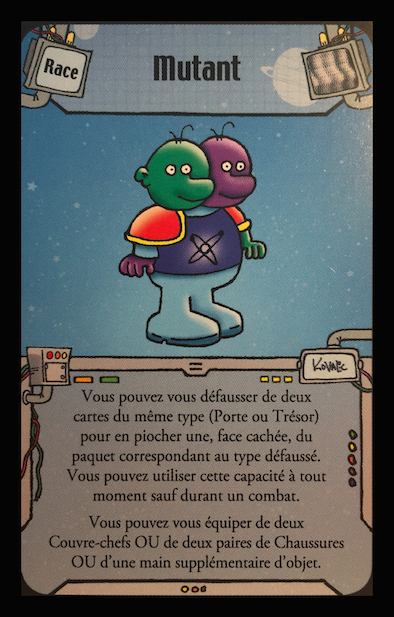 Race
Mutant
KOVALIC
Vous pouvez vous défausser de deux
cartes du même type (Porte ou Trésor)
pour en piocher une, face cachée, du
paquet correspondant au type défaussé.
Vous pouvez utiliser cette capacité à tout
moment sauf durant un combat.
Vous pouvez vous équiper de deux
Couvre-chefs OU de deux paires de Chaussures
OU d'une main supplémentaire d'objet.